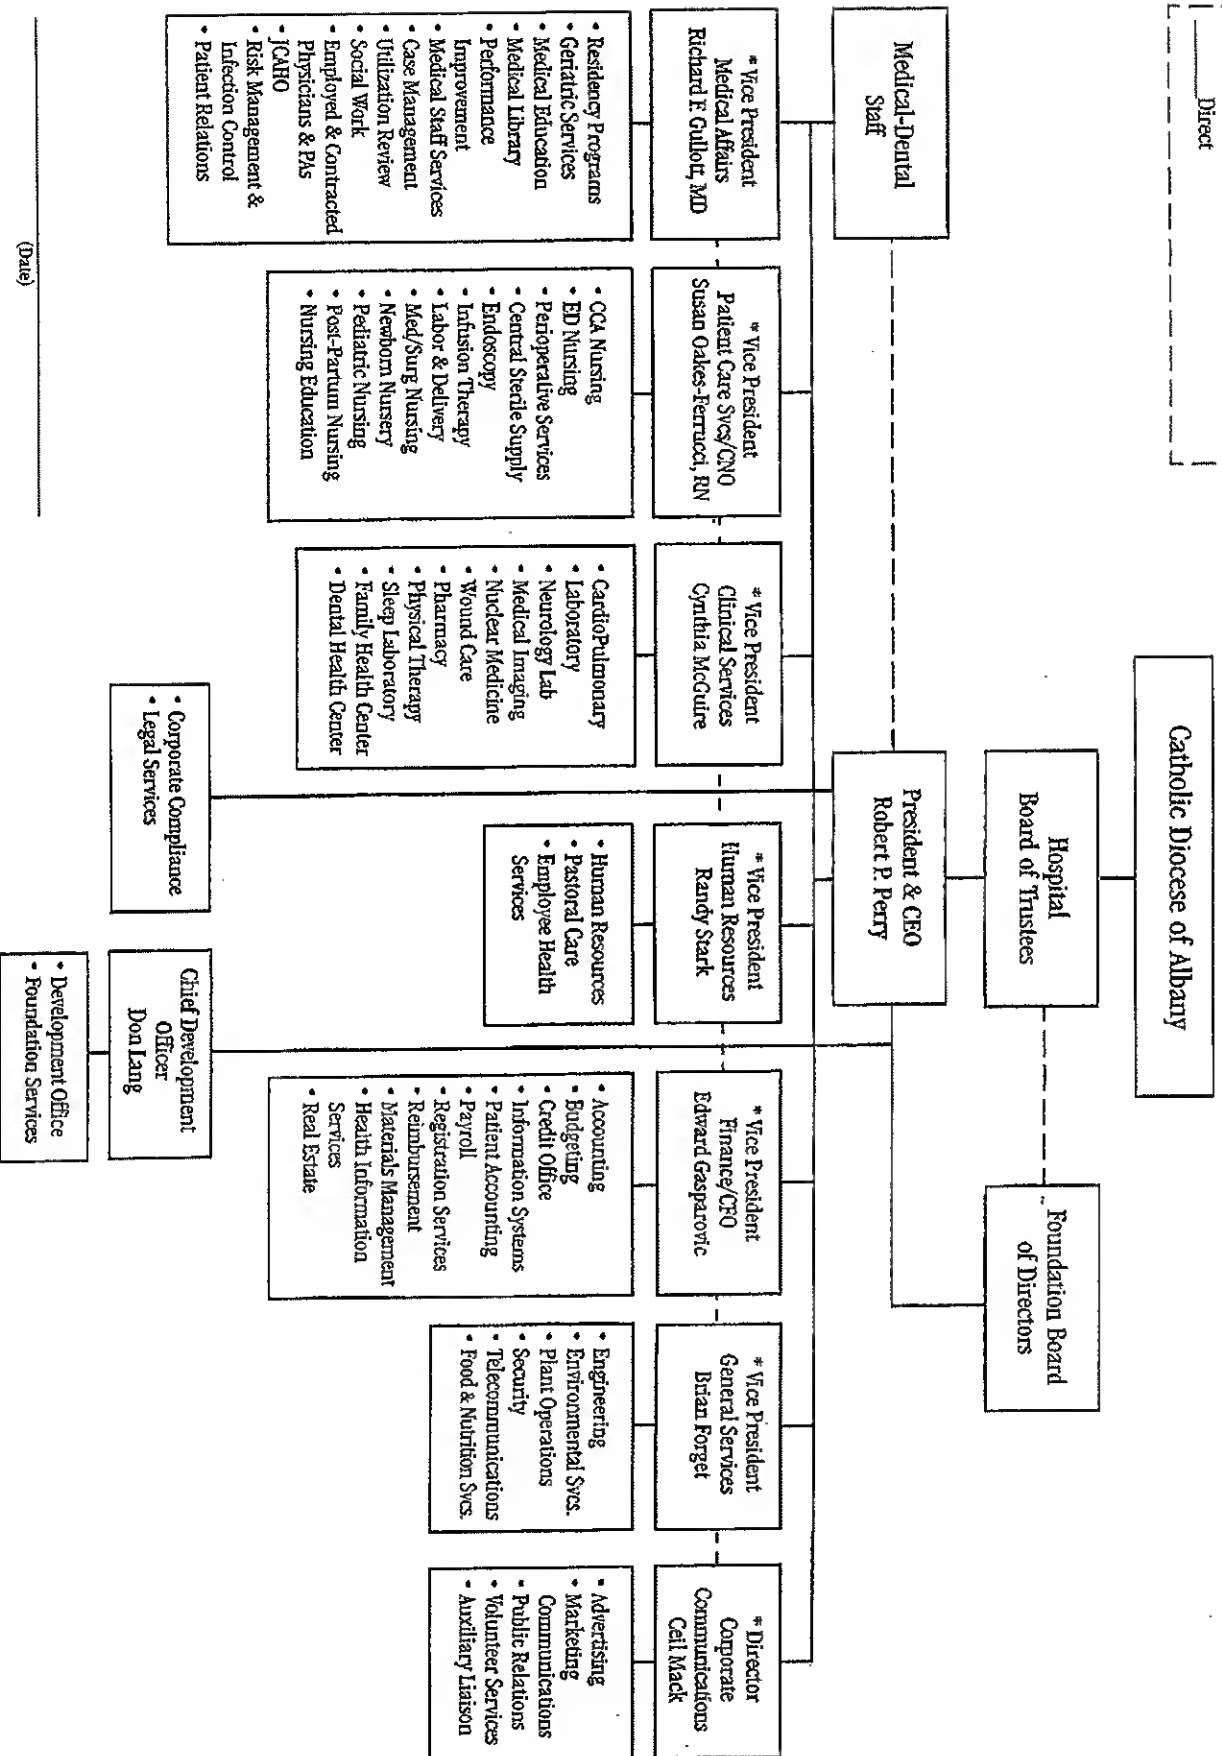 Direct
Catholic Diocese of Albany
Hospital
Board of Trustees
Foundation Board
of Directors
Medical-Dental
Staff
President & CEO
Robert P. Perry
* Vice President
Medical Affairs
Richard F. Gullott, MD
* Vice President
Patient Care Svcs/CNO
Susan Oakes-Ferrucci, RN
* Vice President
Clinical Services
Cynthia McGuire
* Vice President
Human Resources
Randy Stark
* Vice President
Finance/CFO
Edward Gasparovic
* Vice President
General Services
Brian Forget
* Director
Corporate
Communications
Ceil Mack
• Residency Programs
• Geriatric Services
• Medical Education
• Medical Library
• Performance
Improvement
• Medical Staff Services
• Case Management
• Utilization Review
• Social Work
• Employed & Contracted
Physicians & PAs
• JCAHO
• Risk Management &
Infection Control
• Patient Relations
• CCA Nursing
• ED Nursing
• Perioperative Services
• Central Sterile Supply
• Endoscopy
• Infusion Therapy
• Labor & Delivery
• Med/Surg Nursing
• Newborn Nursery
• Pediatric Nursing
• Post-Partum Nursing
• Nursing Education
• CardioPulmonary
• Laboratory
• Neurology Lab
• Medical Imaging
• Nuclear Medicine
• Wound Care
• Pharmacy
• Physical Therapy
• Sleep Laboratory
• Family Health Center
• Dental Health Center
• Human Resources
• Pastoral Care
• Employee Health
Services
• Accounting
• Budgeting
• Credit Office
• Information Systems
• Patient Accounting
• Payroll
• Registration Services
• Reimbursement
• Materials Management
• Health Information
Services
• Real Estate
• Engineering
• Environmental Svcs.
• Plant Operations
• Security
• Telecommunications
• Food & Nutrition Svcs.
• Advertising
• Marketing
Communications
• Public Relations
• Volunteer Services
• Auxiliary Liaison
• Corporate Compliance
• Legal Services
Chief Development
Officer
Don Lang
• Development Office
• Foundation Services
(Date)